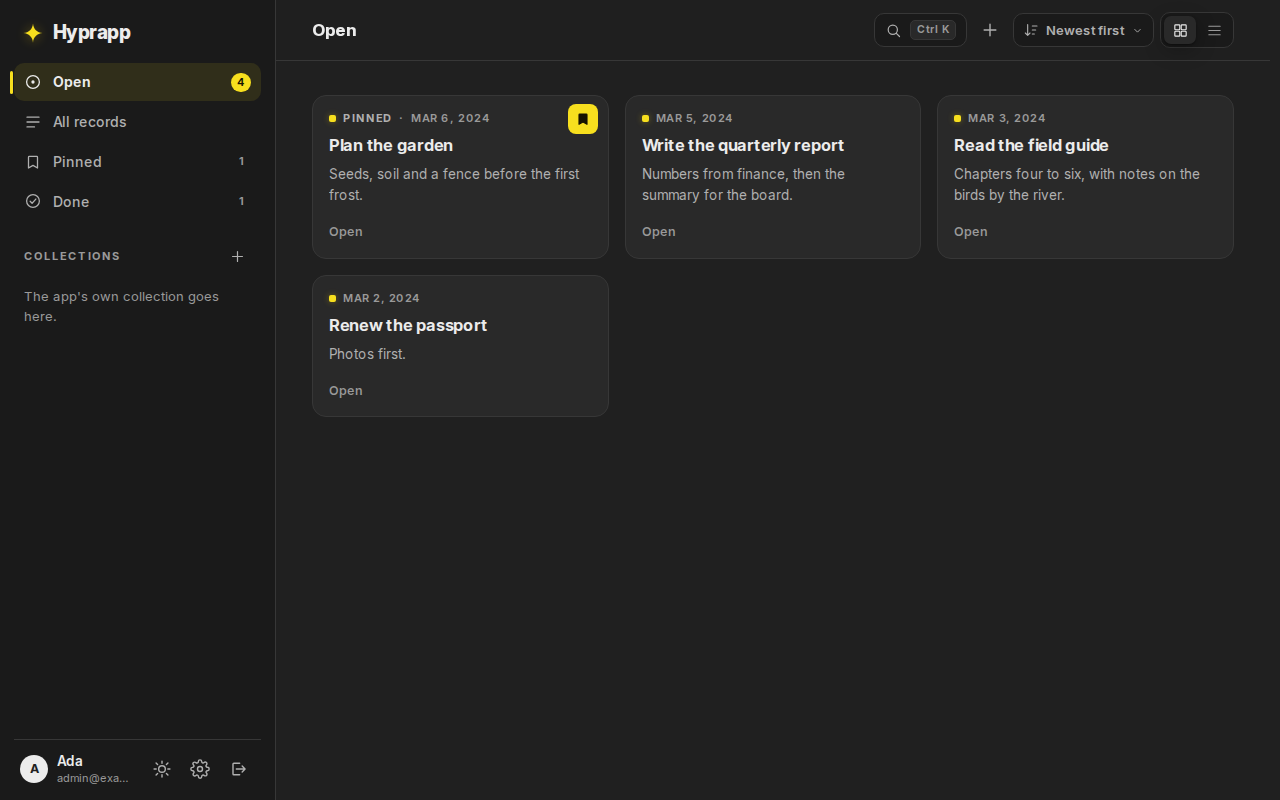 Hyprapp
Open 4
All records
Pinned 1
Done 1
COLLECTIONS
The app's own collection goes
here.
A
Ada
admin@exa...
Open
Ctrl K
Newest first
PINNED · MAR 6, 2024
Plan the garden
Seeds, soil and a fence before the first
frost.
Open
MAR 5, 2024
Write the quarterly report
Numbers from finance, then the
summary for the board.
Open
MAR 3, 2024
Read the field guide
Chapters four to six, with notes on the
birds by the river.
Open
MAR 2, 2024
Renew the passport
Photos first.
Open